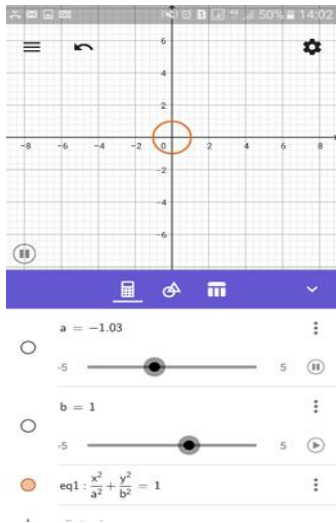 50% 14:02
6
4
2
-8 -6 -4 -2 0 2 4 6 8
-2
-4
-6
a = −1.03
-5 5
b = 1
-5 5
eq1 : x²/a² + y²/b² = 1